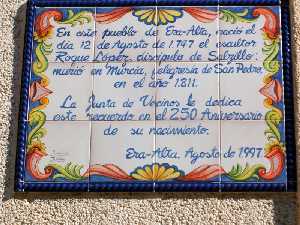 En este pueblo de Era-Alta, nació el
día 12 de Agosto de 1747 el escultor
Roque López, discípulo de Salzillo:
murió en Murcia, feligresía de San Pedro,
en el año 1.811.
La Junta de Vecinos le dedica
este recuerdo en el 250 Aniversario
de su nacimiento.
Era-Alta, Agosto de 1997